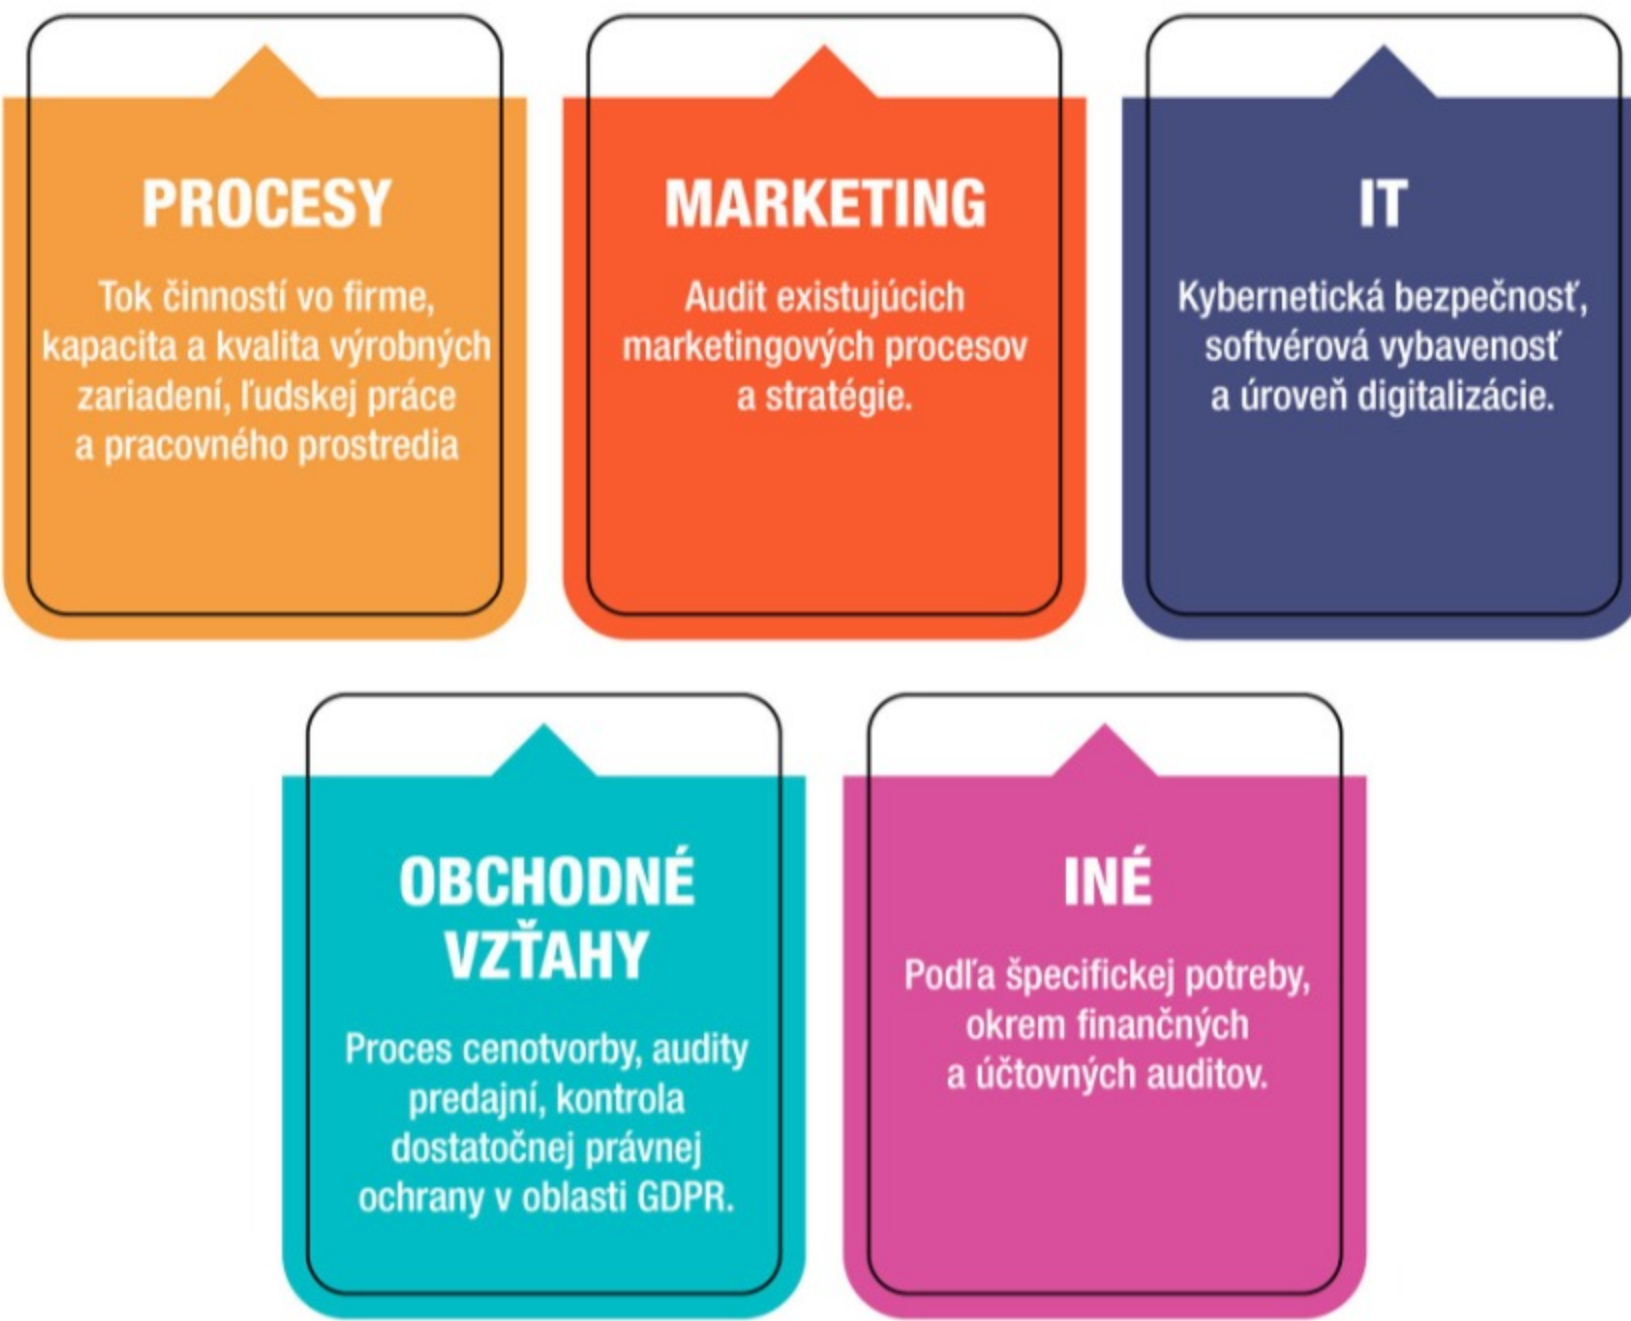 PROCESY
Tok činností vo firme,
kapacita a kvalita výrobných
zariadení, ľudskej práce
a pracovného prostredia
MARKETING
Audit existujúcich
marketingových procesov
a stratégie.
IT
Kybernetická bezpečnosť,
softvérová vybavenosť
a úroveň digitalizácie.
OBCHODNÉ
VZŤAHY
Proces cenotvorby, audity
predajní, kontrola
dostatočnej právnej
ochrany v oblasti GDPR.
INÉ
Podľa špecifickej potreby,
okrem finančných
a účtovných auditov.